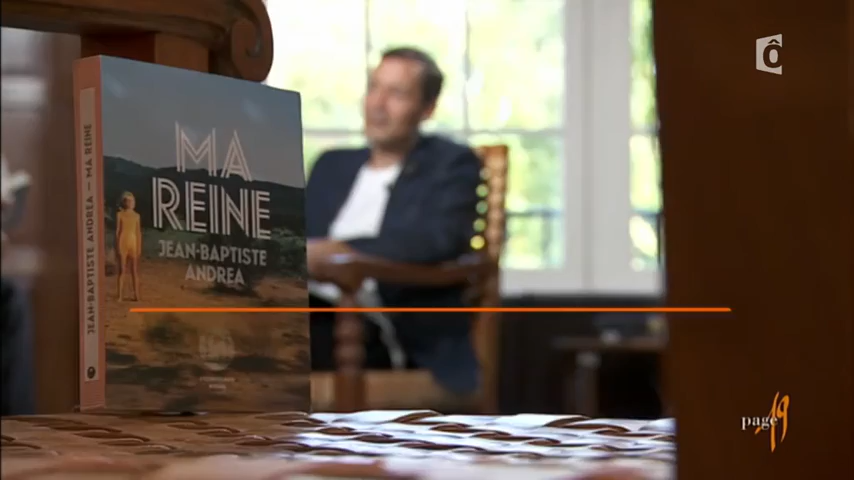 MA
REINE
JEAN-BAPTISTE
ANDREA
JEAN-BAPTISTE ANDREA — MA REINE
Ô
page 19